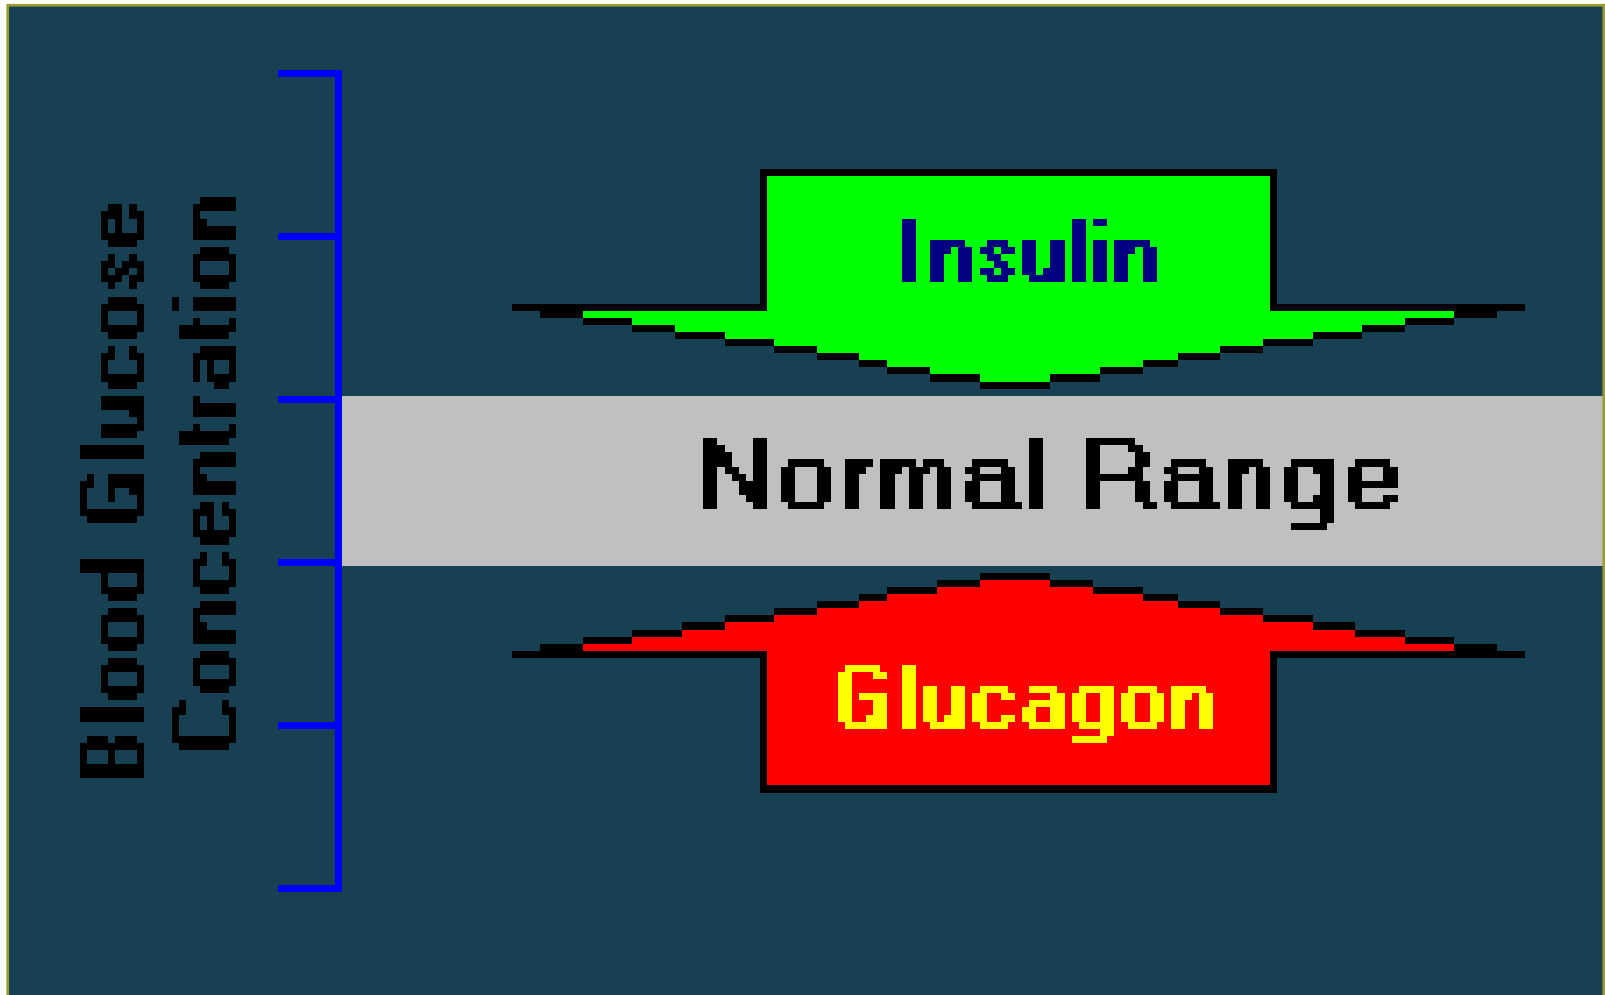 Blood Glucose
Concentration
Insulin
Normal Range
Glucagon